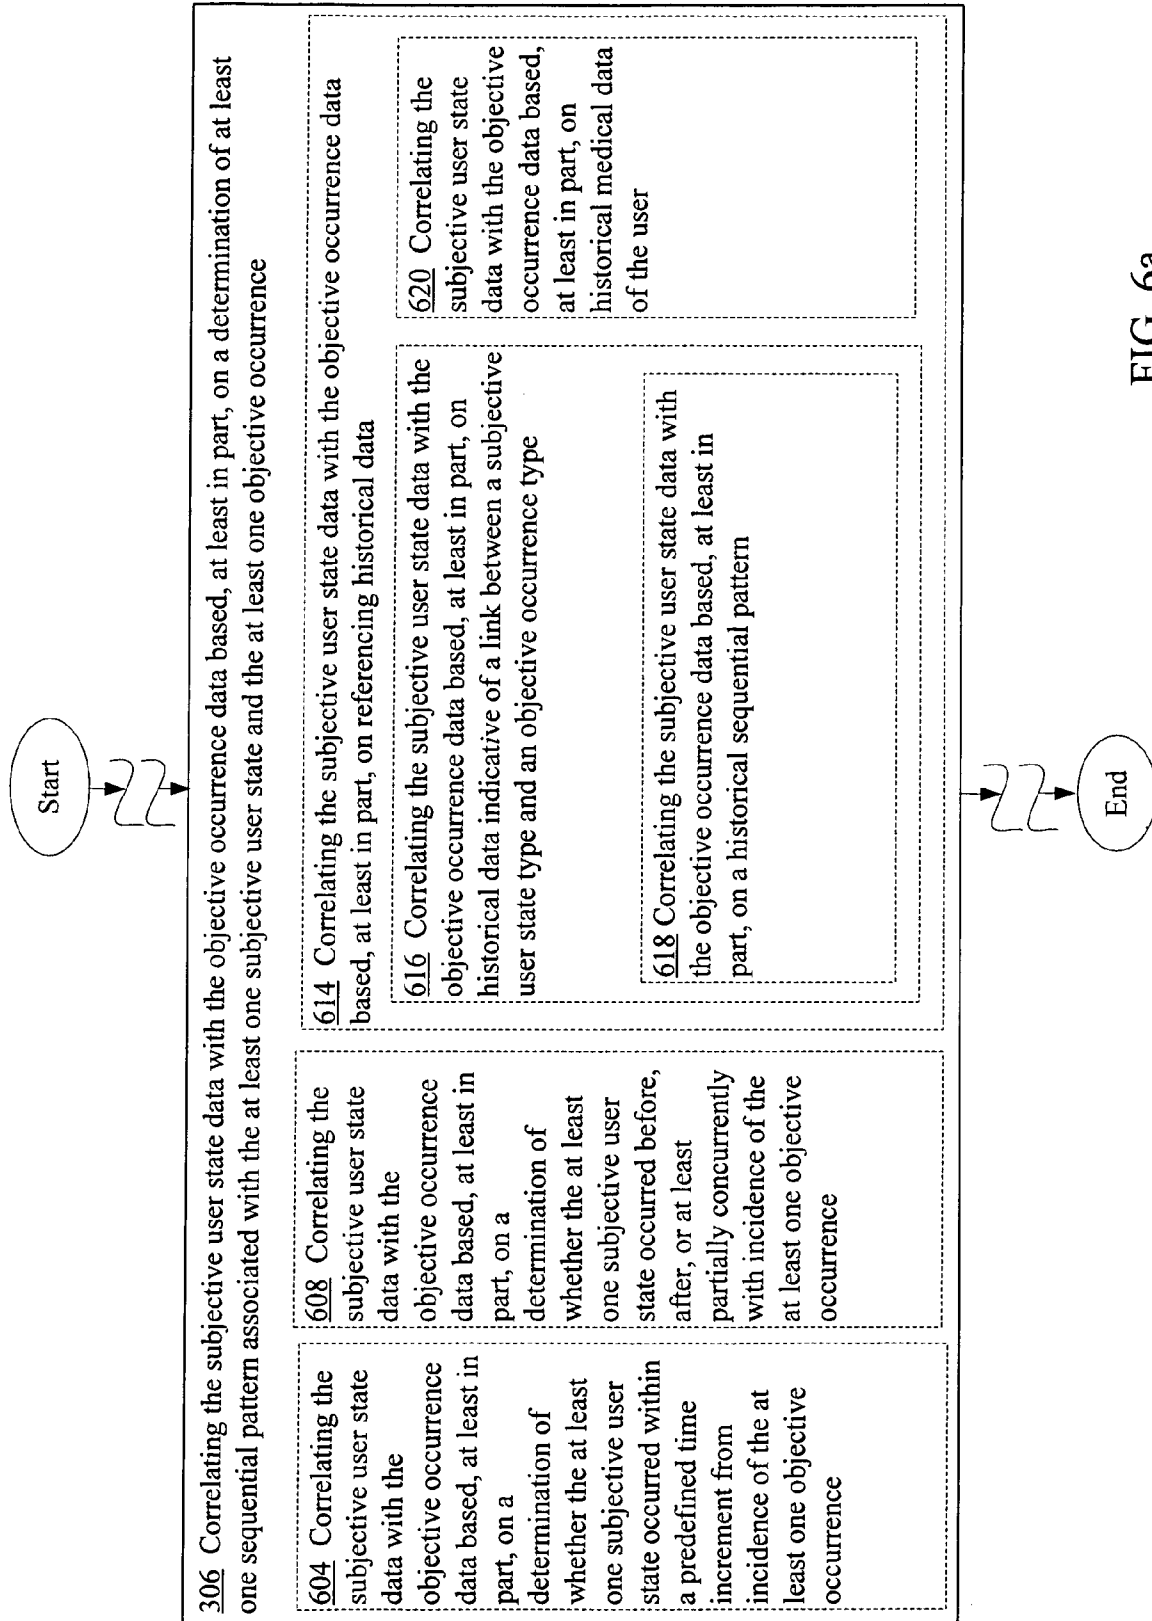 Start
306 Correlating the subjective user state data with the objective occurrence data based, at least in part, on a determination of at least
one sequential pattern associated with the at least one subjective user state and the at least one objective occurrence
604 Correlating the
subjective user state
data with the
objective occurrence
data based, at least in
part, on a
determination of
whether the at least
one subjective user
state occurred within
a predefined time
increment from
incidence of the at
least one objective
occurrence
608 Correlating the
subjective user state
data with the
objective occurrence
data based, at least in
part, on a
determination of
whether the at least
one subjective user
state occurred before,
after, or at least
partially concurrently
with incidence of the
at least one objective
occurrence
614 Correlating the subjective user state data with the objective occurrence data
based, at least in part, on referencing historical data
616 Correlating the subjective user state data with the
objective occurrence data based, at least in part, on
historical data indicative of a link between a subjective
user state type and an objective occurrence type
618 Correlating the subjective user state data with
the objective occurrence data based, at least in
part, on a historical sequential pattern
620 Correlating the
subjective user state
data with the objective
occurrence data based,
at least in part, on
historical medical data
of the user
End
FIG. 6a